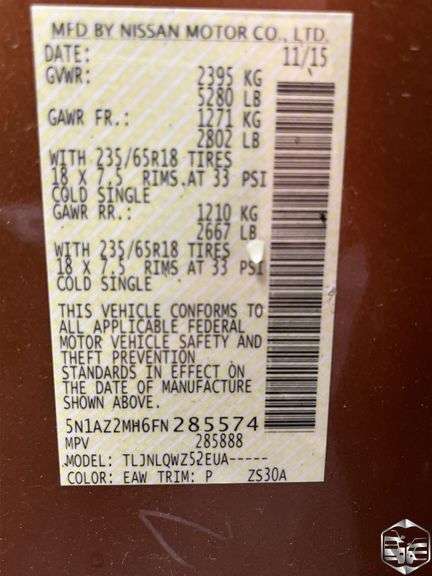 MFD BY NISSAN MOTOR CO., LTD.
DATE: 11/15
GVWR: 2395 KG
5280 LB
GAWR FR.: 1271 KG
2802 LB
WITH 235/65R18 TIRES
18 X 7.5 RIMS AT 33 PSI
COLD SINGLE
GAWR RR.: 1210 KG
2667 LB
WITH 235/65R18 TIRES
18 X 7.5 RIMS AT 33 PSI
COLD SINGLE
THIS VEHICLE CONFORMS TO
ALL APPLICABLE FEDERAL
MOTOR VEHICLE SAFETY AND
THEFT PREVENTION
STANDARDS IN EFFECT ON
THE DATE OF MANUFACTURE
SHOWN ABOVE.
5N1AZ2MH6FN285574
MPV 285888
MODEL: TLJNLQWZ52EUA-----
COLOR: EAW TRIM: P ZS30A